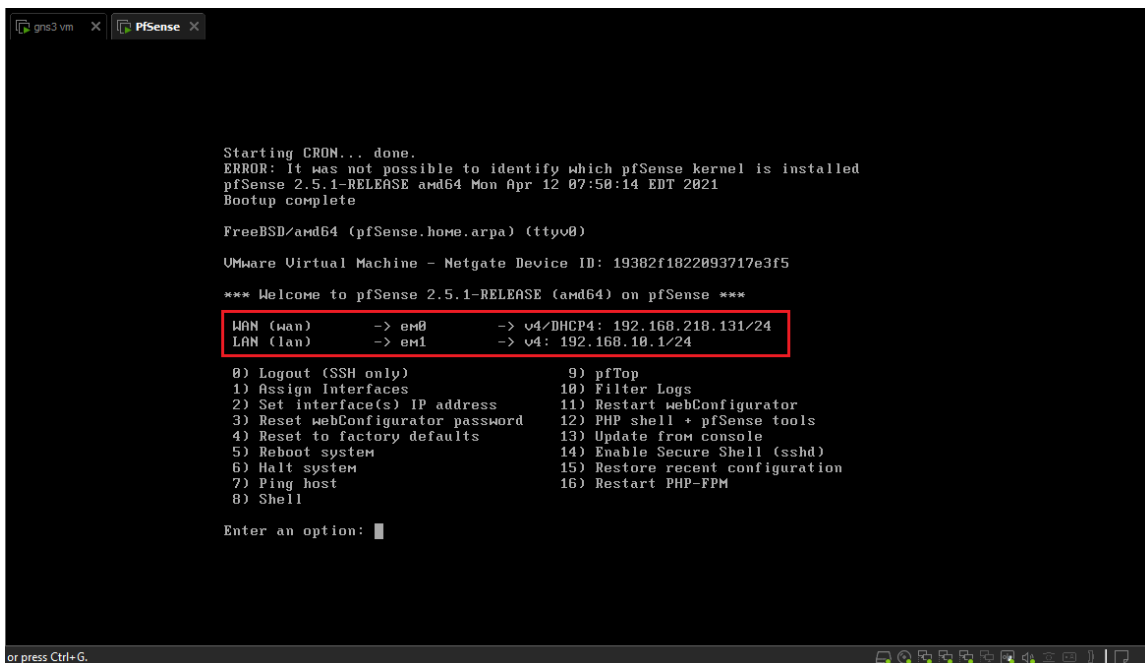 gns3 vm
PfSense
Starting CRON... done.
ERROR: It was not possible to identify which pfSense kernel is installed
pfSense 2.5.1-RELEASE amd64 Mon Apr 12 07:50:14 EDT 2021
Bootup complete
FreeBSD/amd64 (pfSense.home.arpa) (ttyv0)
VMware Virtual Machine - Netgate Device ID: 19382f1822093717e3f5
*** Welcome to pfSense 2.5.1-RELEASE (amd64) on pfSense ***
WAN (wan) -> em0 -> v4/DHCP4: 192.168.218.131/24
LAN (lan) -> em1 -> v4: 192.168.10.1/24
0) Logout (SSH only) 9) pfTop
1) Assign Interfaces 10) Filter Logs
2) Set interface(s) IP address 11) Restart webConfigurator
3) Reset webConfigurator password 12) PHP shell + pfSense tools
4) Reset to factory defaults 13) Update from console
5) Reboot system 14) Enable Secure Shell (sshd)
6) Halt system 15) Restore recent configuration
7) Ping host 16) Restart PHP-FPM
8) Shell
Enter an option:
or press Ctrl+G.